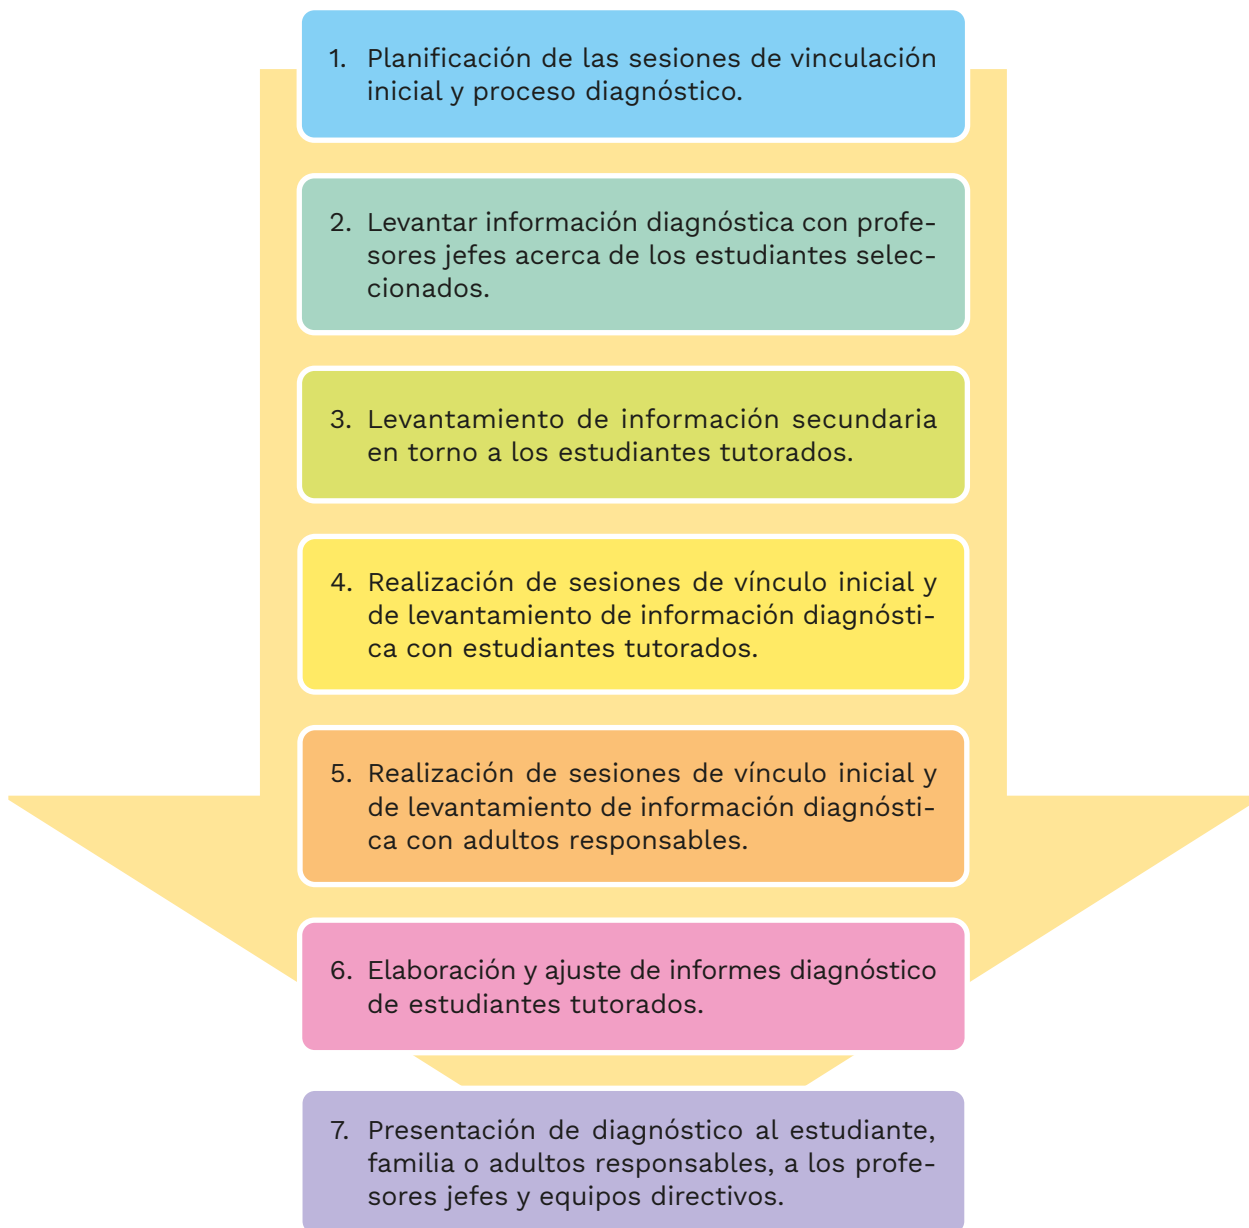 1. Planificación de las sesiones de vinculación
inicial y proceso diagnóstico.
2. Levantar información diagnóstica con profe-
sores jefes acerca de los estudiantes selec-
cionados.
3. Levantamiento de información secundaria
en torno a los estudiantes tutorados.
4. Realización de sesiones de vínculo inicial y
de levantamiento de información diagnósti-
ca con estudiantes tutorados.
5. Realización de sesiones de vínculo inicial y
de levantamiento de información diagnósti-
ca con adultos responsables.
6. Elaboración y ajuste de informes diagnóstico
de estudiantes tutorados.
7. Presentación de diagnóstico al estudiante,
familia o adultos responsables, a los profe-
sores jefes y equipos directivos.